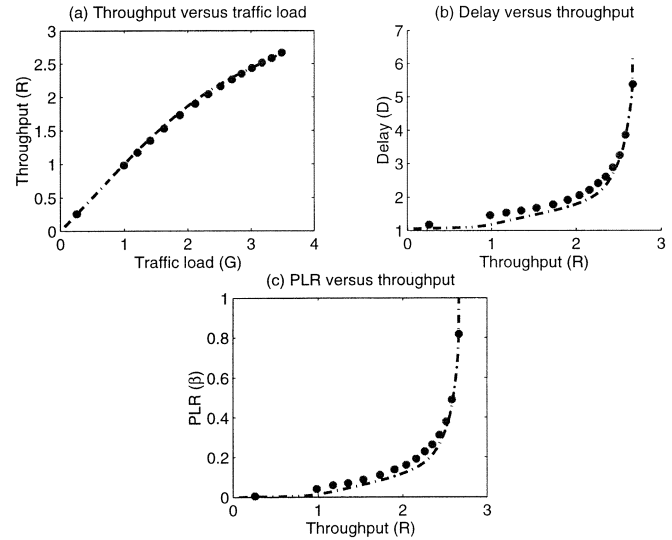 (a) Throughput versus traffic load
Throughput (R)
3
2.5
2
1.5
1
0.5
0
0 1 2 3 4
Traffic load (G)
(b) Delay versus throughput
Delay (D)
7
6
5
4
3
2
1
0 1 2 3
Throughput (R)
(c) PLR versus throughput
PLR (β)
1
0.8
0.6
0.4
0.2
0
0 1 2 3
Throughput (R)